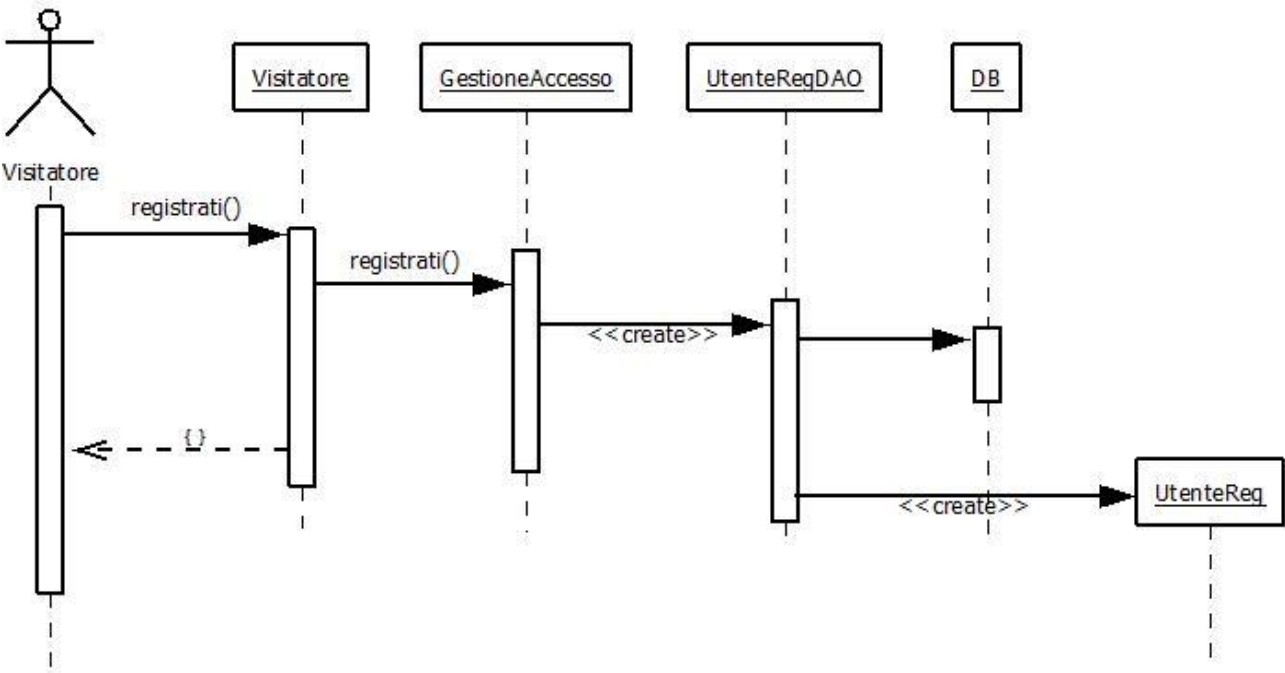 Visitatore
GestioneAccesso
UtenteRegDAO
DB
Visitatore
registrati()
registrati()
<<create>>
{ }
UtenteReg
<<create>>